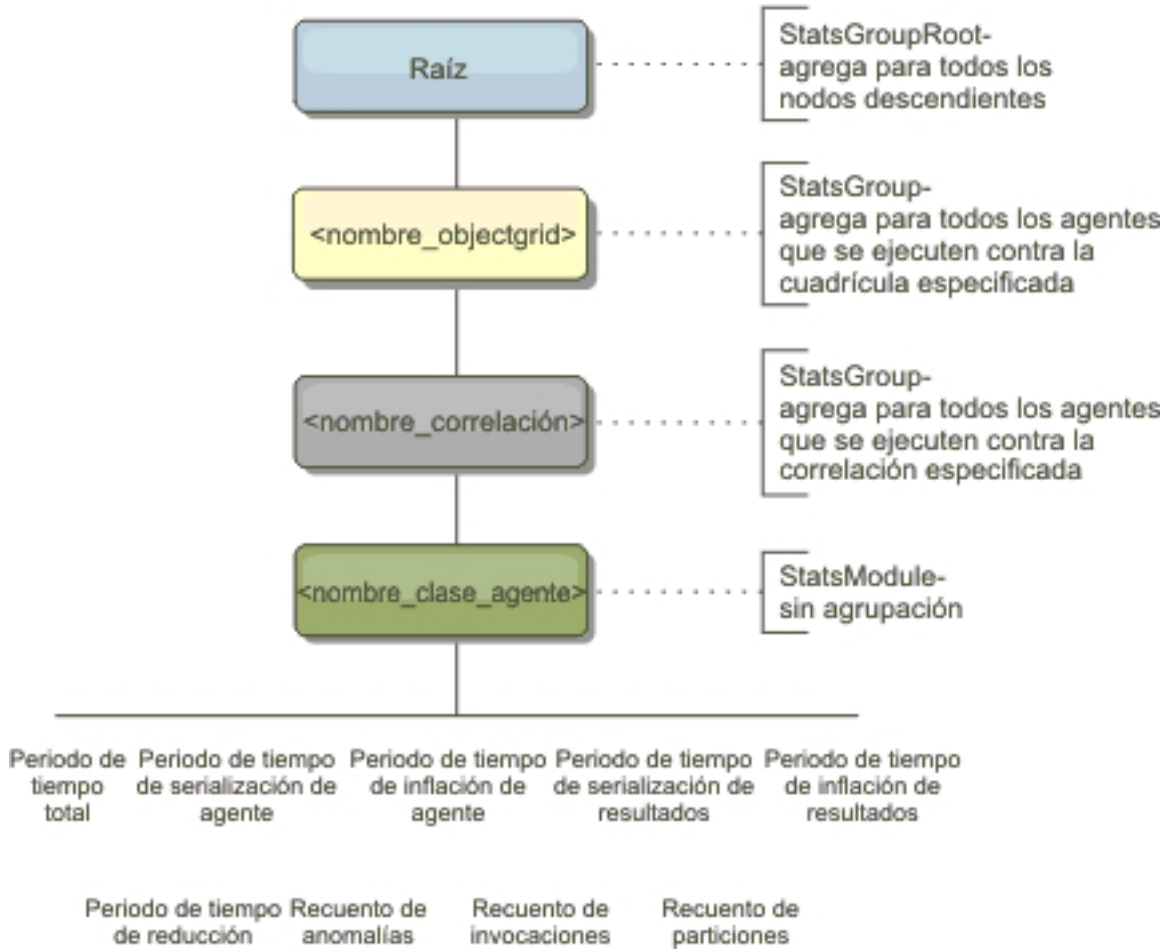 Raíz
StatsGroupRoot-
agrega para todos los
nodos descendientes
<nombre_objectgrid>
StatsGroup-
agrega para todos los agentes
que se ejecuten contra la
cuadrícula especificada
<nombre_correlación>
StatsGroup-
agrega para todos los agentes
que se ejecuten contra la
correlación especificada
<nombre_clase_agente>
StatsModule-
sin agrupación
Periodo de
tiempo
total
Periodo de tiempo
de serialización de
agente
Periodo de tiempo
de inflación de
agente
Periodo de tiempo
de serialización de
resultados
Periodo de tiempo
de inflación de
resultados
Periodo de tiempo
de reducción
Recuento de
anomalías
Recuento de
invocaciones
Recuento de
particiones